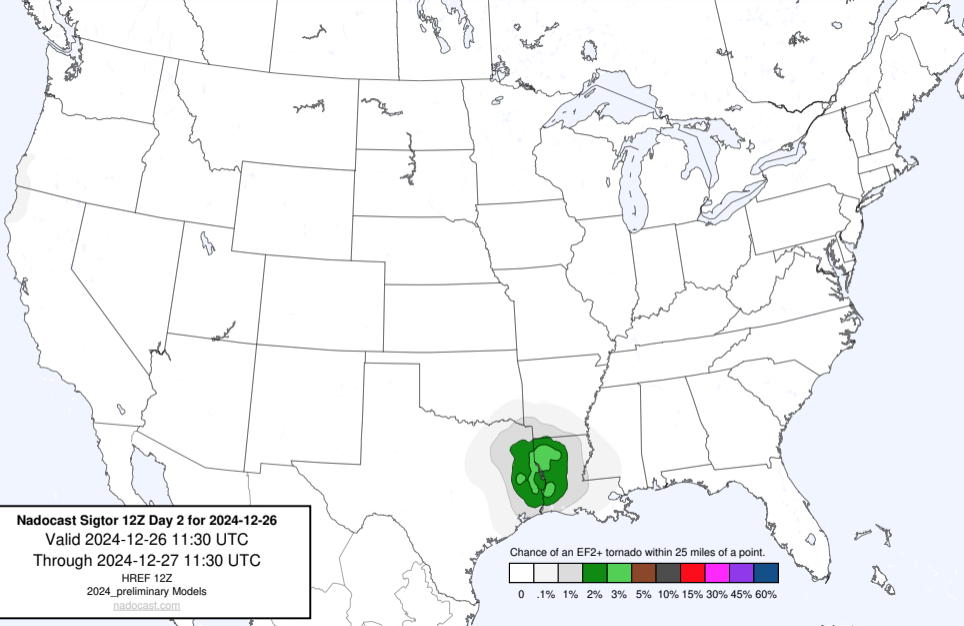 Nadocast Sigtor 12Z Day 2 for 2024-12-26
Valid 2024-12-26 11:30 UTC
Through 2024-12-27 11:30 UTC
HREF 12Z
2024_preliminary Models
nadocast.com
Chance of an EF2+ tornado within 25 miles of a point.
0 .1% 1% 2% 3% 5% 10% 15% 30% 45% 60%